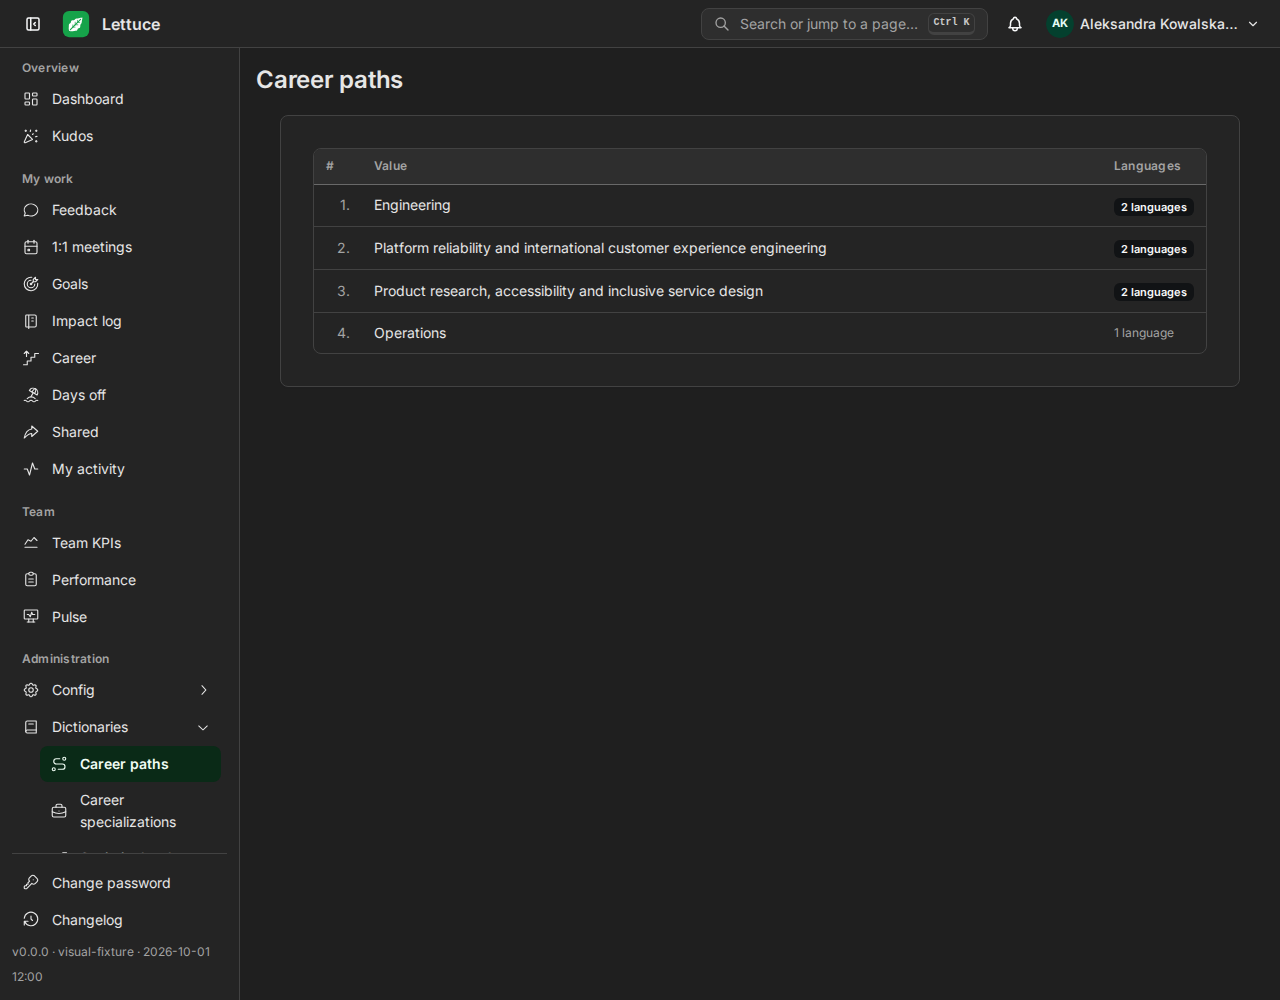 Lettuce
Search or jump to a page...
Ctrl K
AK
Aleksandra Kowalska...
Overview
Dashboard
Kudos
My work
Feedback
1:1 meetings
Goals
Impact log
Career
Days off
Shared
My activity
Team
Team KPIs
Performance
Pulse
Administration
Config
Dictionaries
Career paths
Career
specializations
Change password
Changelog
v0.0.0 · visual-fixture · 2026-10-01
12:00
Career paths
# Value Languages
1. Engineering 2 languages
2. Platform reliability and international customer experience engineering 2 languages
3. Product research, accessibility and inclusive service design 2 languages
4. Operations 1 language